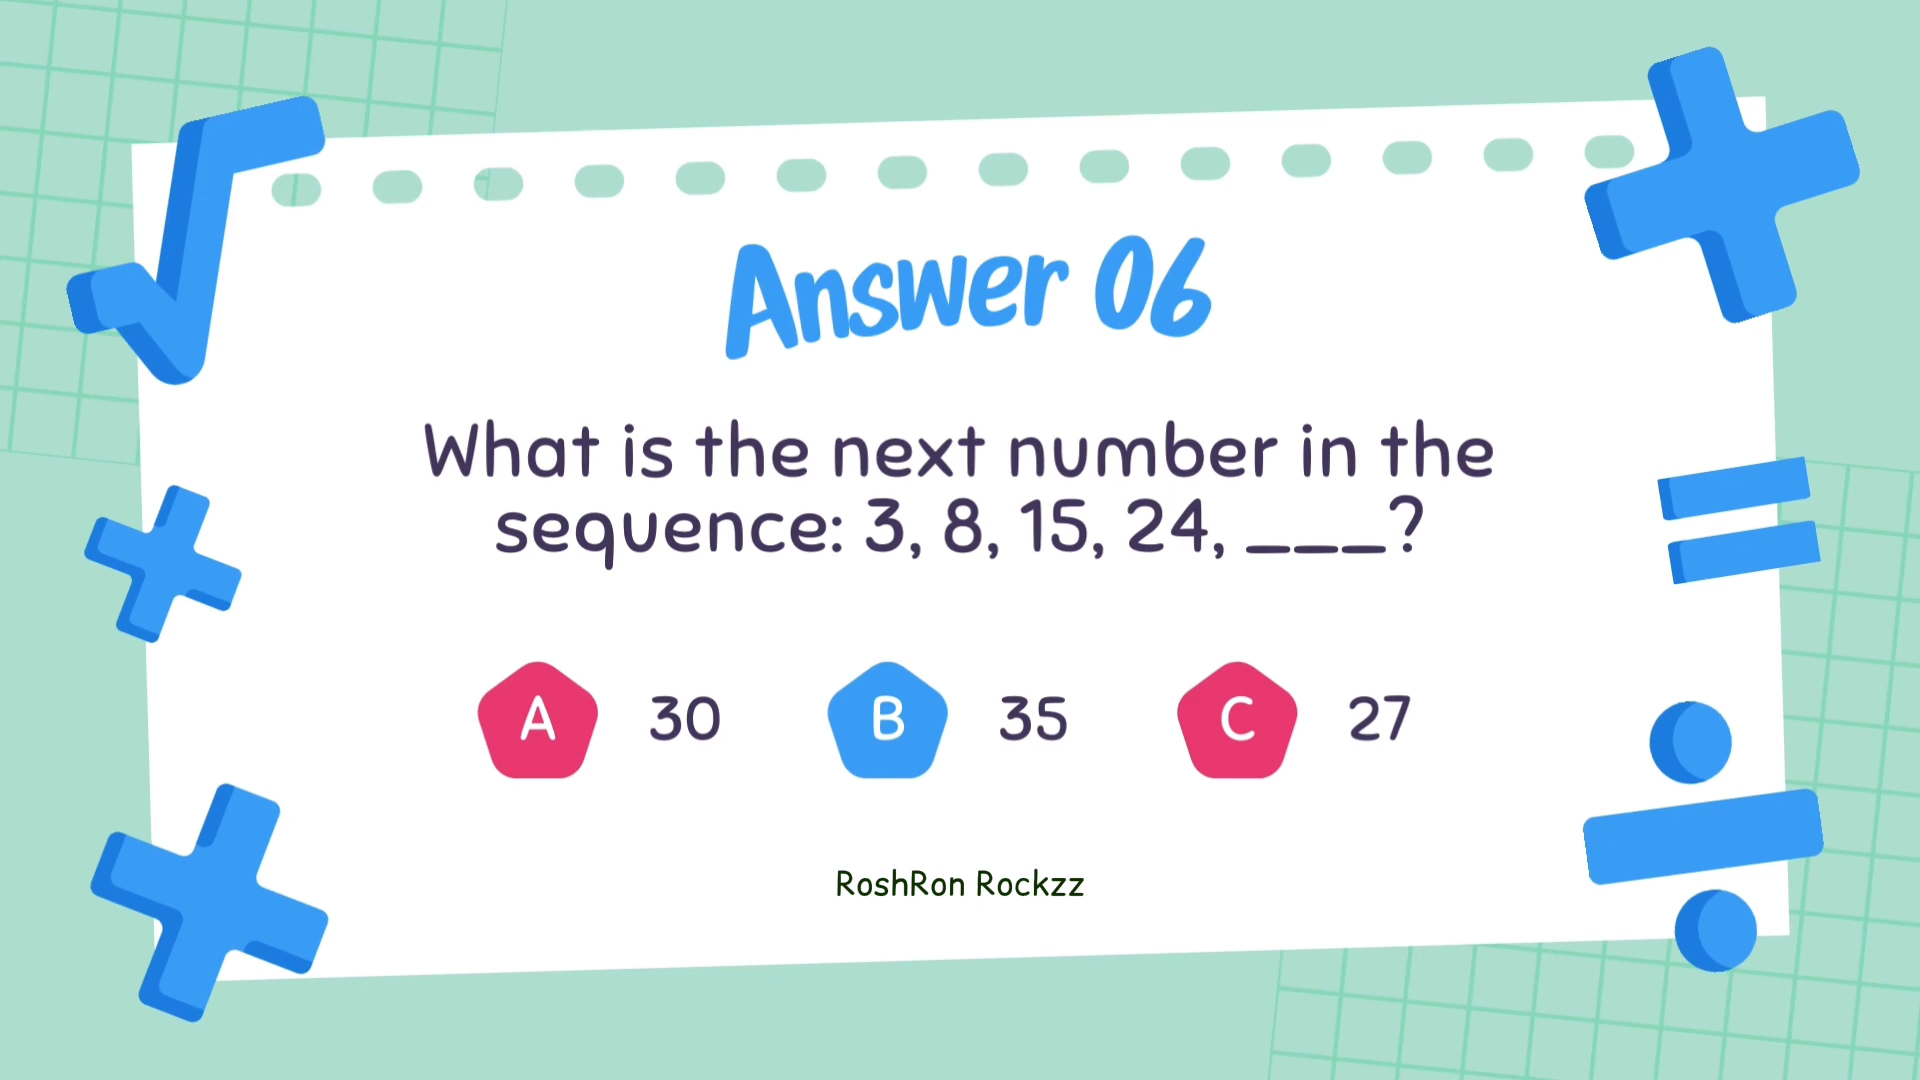 Answer 06
What is the next number in the
sequence: 3, 8, 15, 24, ___?
A 30 B 35 C 27
RoshRon Rockzz